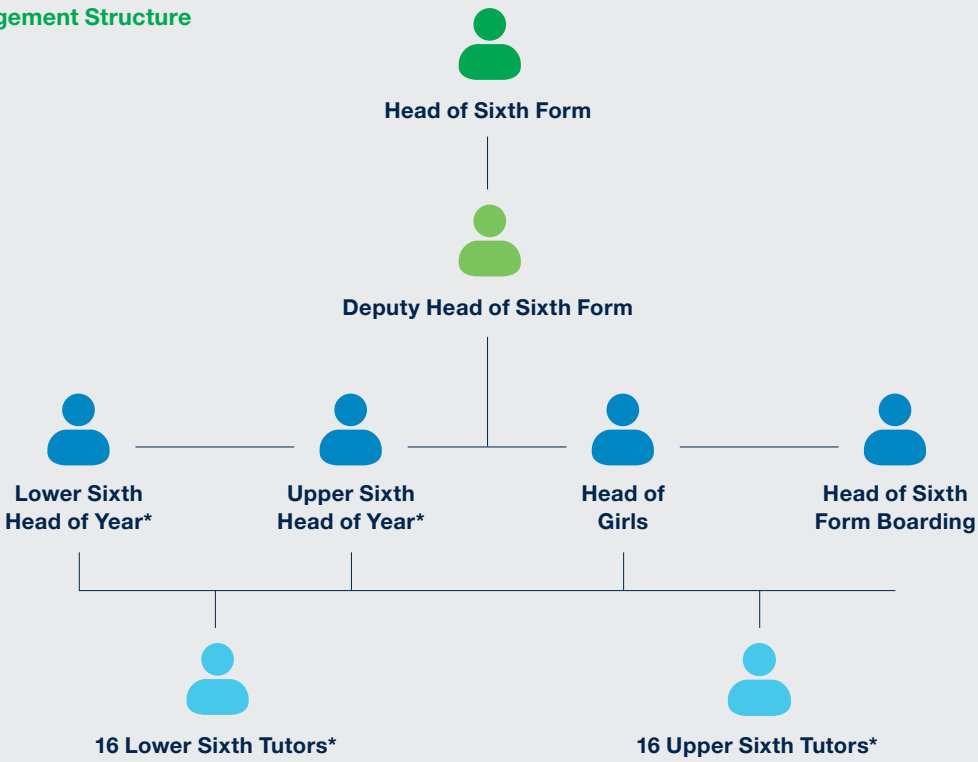 gement Structure
Head of Sixth Form
Deputy Head of Sixth Form
Lower Sixth
Head of Year*
Upper Sixth
Head of Year*
Head of
Girls
Head of Sixth
Form Boarding
16 Lower Sixth Tutors*
16 Upper Sixth Tutors*